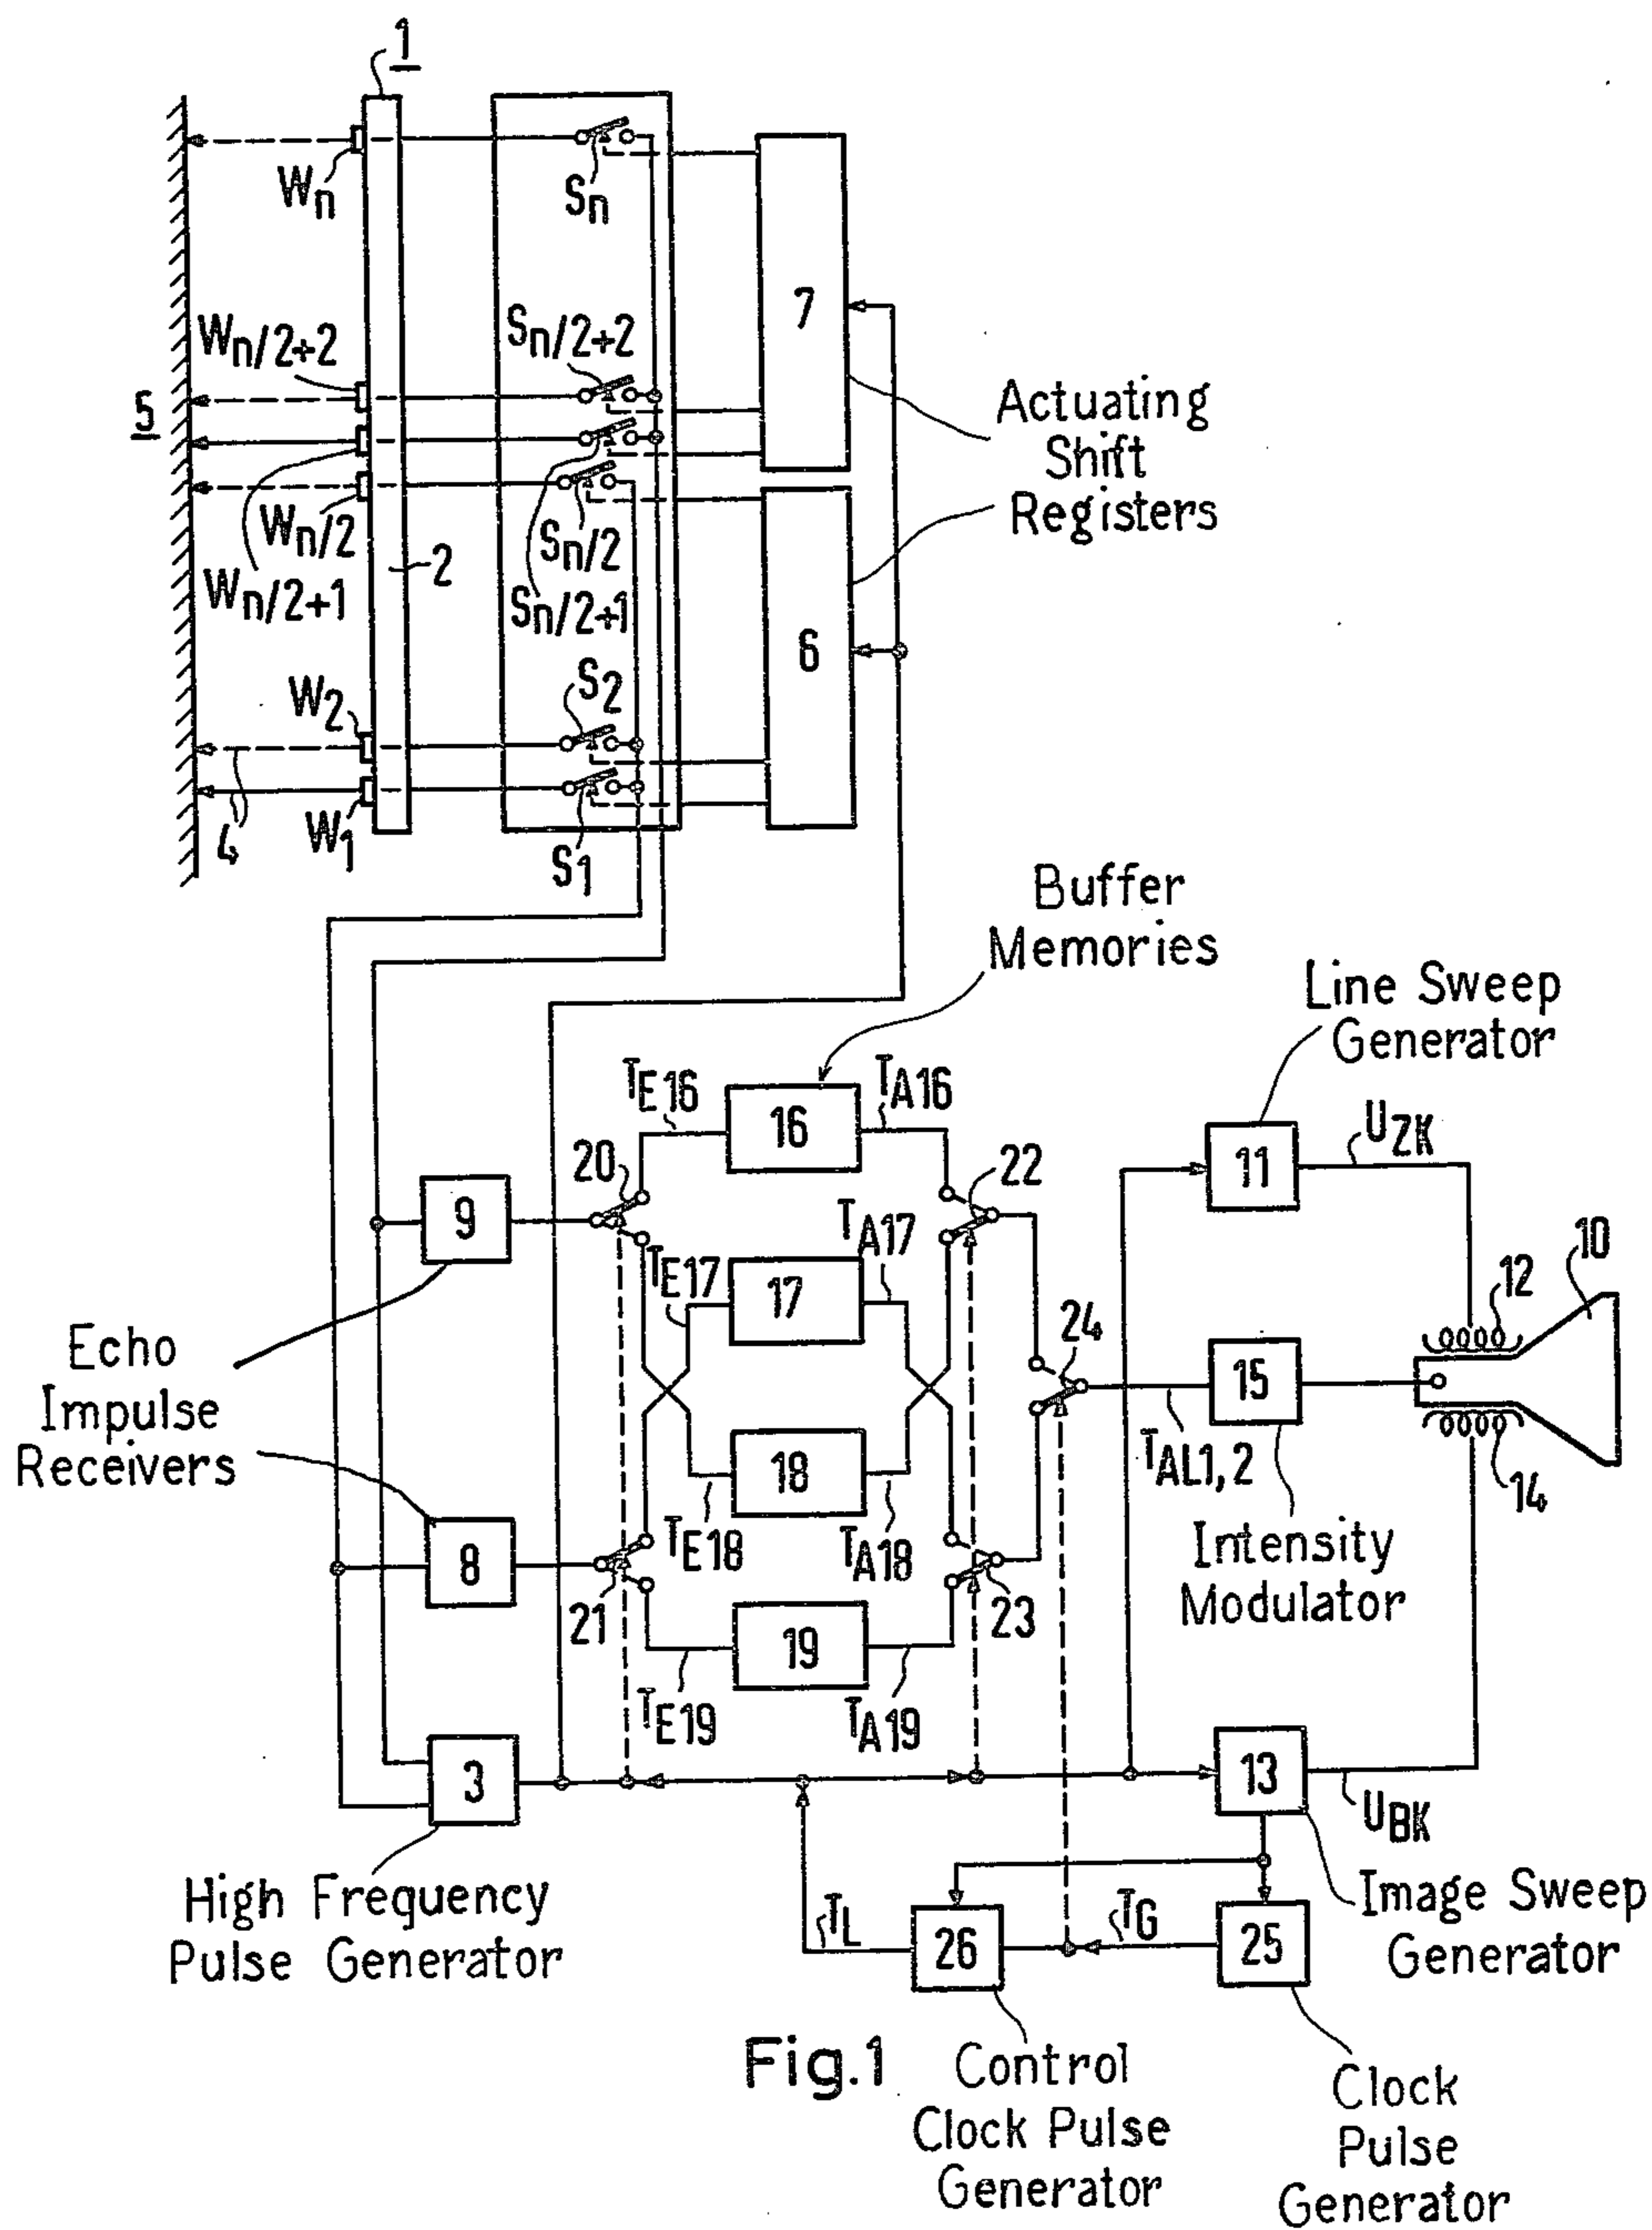 1
Wn
Sn
7
Wn/2+2
Sn/2+2
5
Actuating
Shift
Registers
Wn/2
Sn/2
2
Wn/2+1
Sn/2+1
6
W2
S2
4
W1
S1
Buffer
Memories
Line Sweep
Generator
TE16
16
TA16
UZK
11
20
22
9
TA17
10
TE17
17
12
24
Echo
Impulse
Receivers
15
TAL1,2
18
14
TE18
TA18
Intensity
Modulator
8
21
23
19
TE19
TA19
3
13
UBK
High Frequency
Pulse Generator
TL
26
TG
25
Image Sweep
Generator
Fig.1
Control
Clock Pulse
Generator
Clock
Pulse
Generator